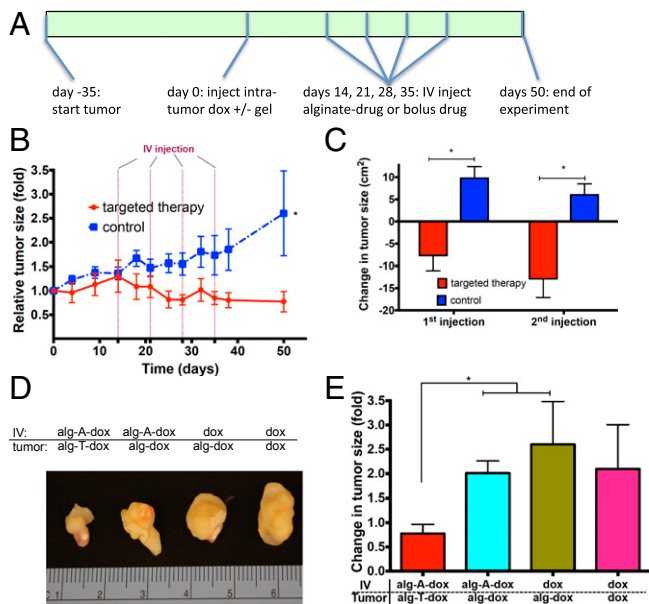 A
day -35:
start tumor
day 0: inject intra-
tumor dox +/- gel
days 14, 21, 28, 35: IV inject
alginate-drug or bolus drug
days 50: end of
experiment
B
IV injection
Relative tumor size (fold)
3.5
3.0
2.5
2.0
1.5
1.0
0.5
targeted therapy
control
*
0 10 20 30 40 50
Time (days)
C
Change in tumor size (cm2)
10
5
0
-5
-10
-15
-20
*
*
targeted therapy
control
1st injection 2nd injection
D
IV: alg-A-dox alg-A-dox dox dox
tumor: alg-T-dox alg-dox alg-dox dox
1 2 3 4 5 6
E
Change in tumor size (fold)
3.5
3.0
2.5
2.0
1.5
1.0
0.5
0.0
*
IV alg-A-dox alg-A-dox dox dox
Tumor alg-T-dox alg-dox alg-dox dox